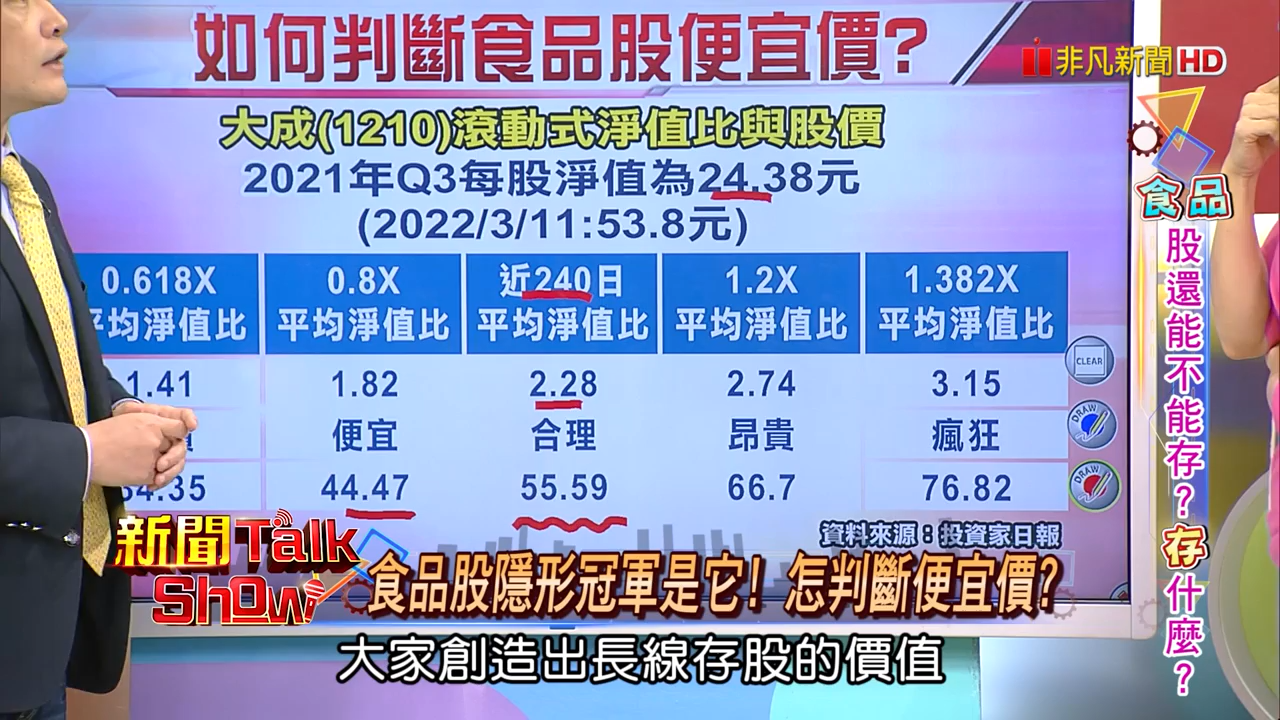 如何判斷食品股便宜價?
非凡新聞HD
大成(1210)滾動式淨值比與股價
2021年Q3每股淨值為24.38元
(2022/3/11:53.8元)
0.618X 0.8X 近240日 1.2X 1.382X
平均淨值比 平均淨值比 平均淨值比 平均淨值比 平均淨值比
1.41 1.82 2.28 2.74 3.15
便宜 合理 昂貴 瘋狂
34.35 44.47 55.59 66.7 76.82
CLEAR
DRAW
DRAW
資料來源:投資家日報
新聞Talk
Show
食品股隱形冠軍是它! 怎判斷便宜價?
大家創造出長線存股的價值
食品
股還能不能存?
存什麼?